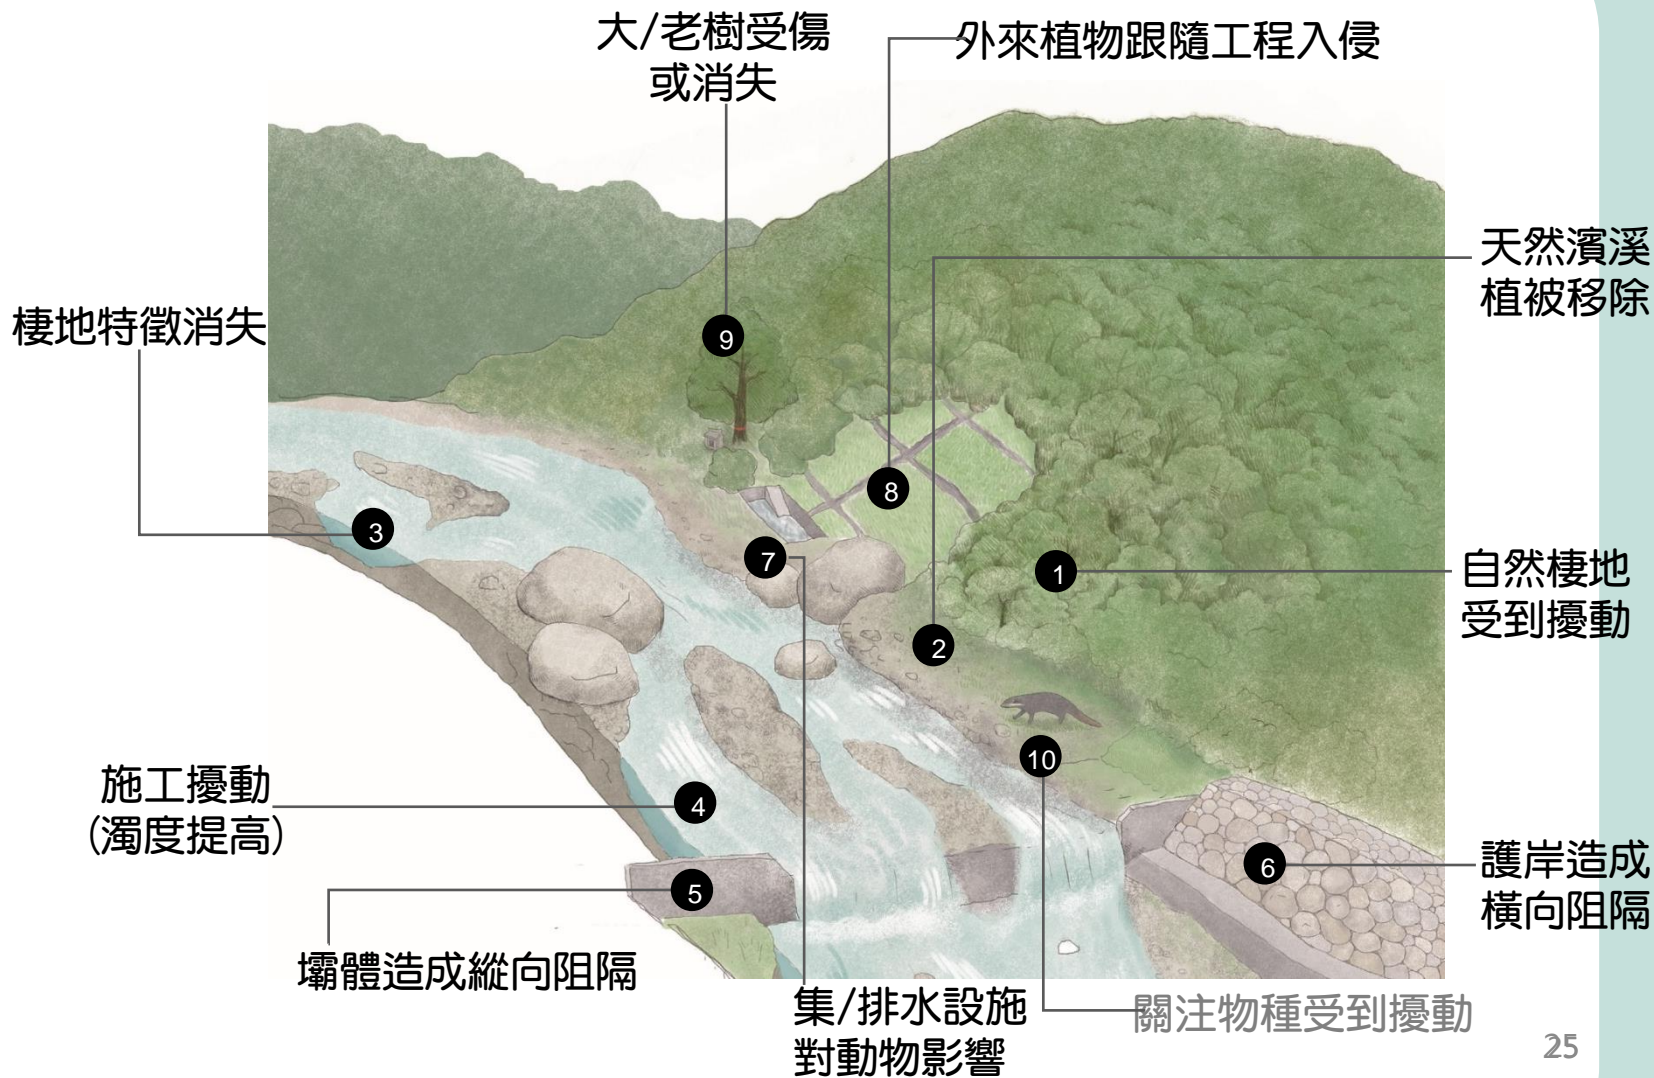 大/老樹受傷
或消失
外來植物跟隨工程入侵
天然濱溪
植被移除
棲地特徵消失
9
8
3
7
1
自然棲地
受到擾動
2
10
施工擾動
(濁度提高)
4
5
6
護岸造成
橫向阻隔
壩體造成縱向阻隔
集/排水設施
對動物影響
關注物種受到擾動
25